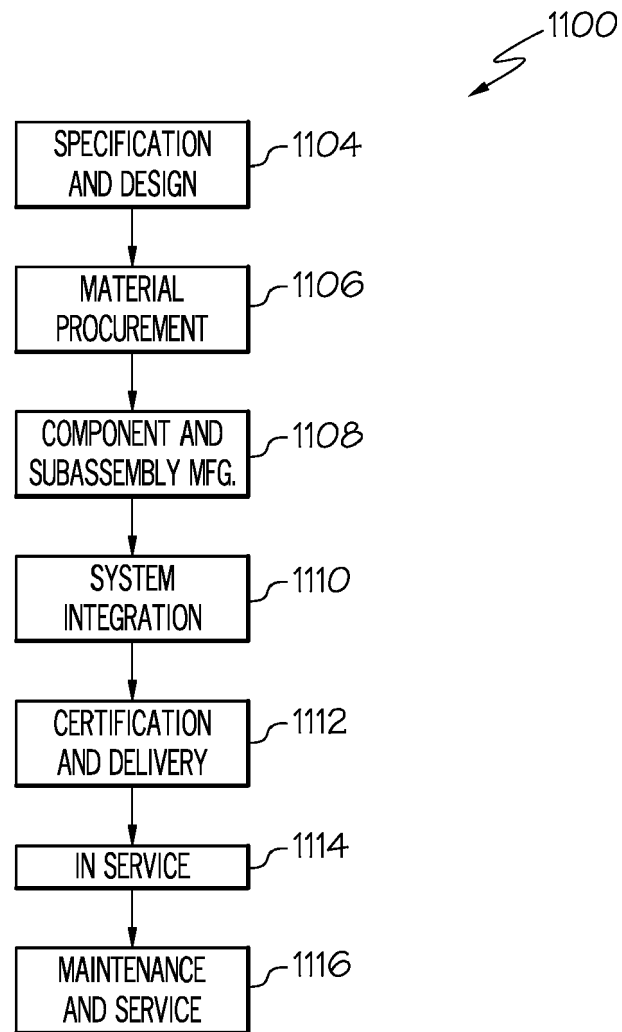 1100
SPECIFICATION
AND DESIGN
1104
MATERIAL
PROCUREMENT
1106
COMPONENT AND
SUBASSEMBLY MFG.
1108
SYSTEM
INTEGRATION
1110
CERTIFICATION
AND DELIVERY
1112
IN SERVICE
1114
MAINTENANCE
AND SERVICE
1116